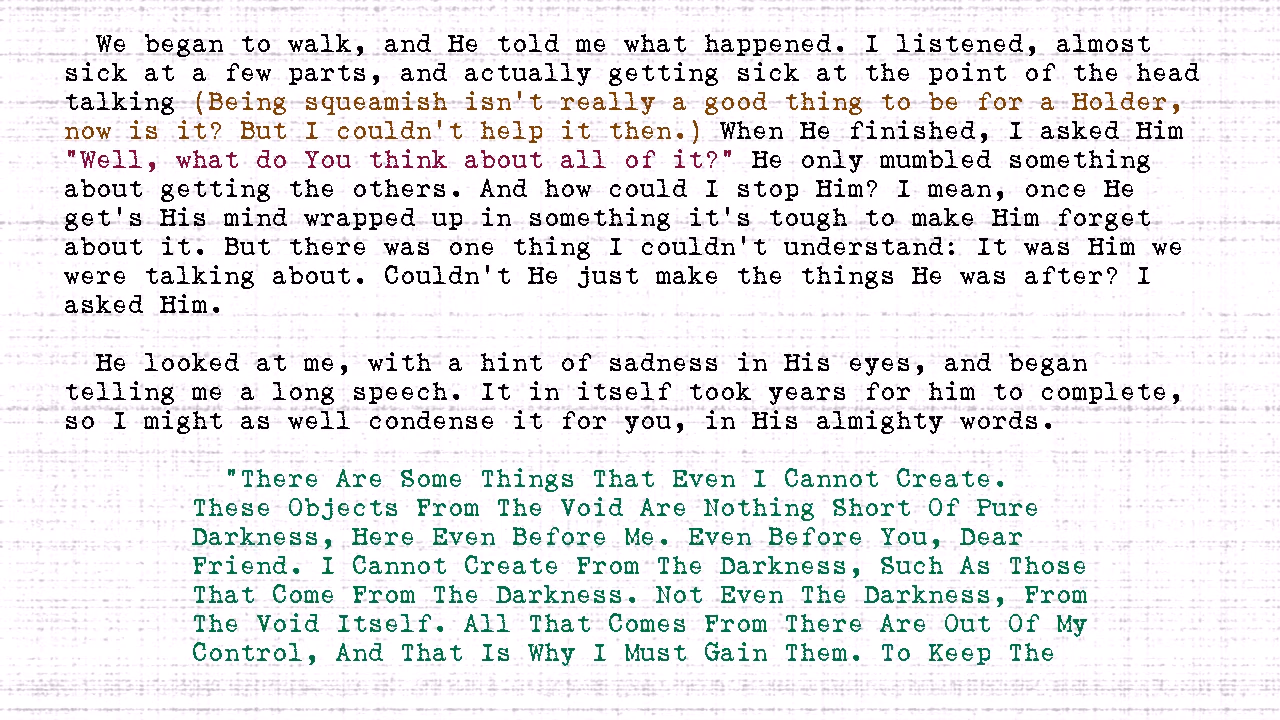 We began to walk, and He told me what happened. I listened, almost
sick at a few parts, and actually getting sick at the point of the head
talking (Being squeamish isn't really a good thing to be for a Holder,
now is it? But I couldn't help it then.) When He finished, I asked Him
"Well, what do You think about all of it?" He only mumbled something
about getting the others. And how could I stop Him? I mean, once He
get's His mind wrapped up in something it's tough to make Him forget
about it. But there was one thing I couldn't understand: It was Him we
were talking about. Couldn't He just make the things He was after? I
asked Him.
He looked at me, with a hint of sadness in His eyes, and began
telling me a long speech. It in itself took years for him to complete,
so I might as well condense it for you, in His almighty words.
"There Are Some Things That Even I Cannot Create.
These Objects From The Void Are Nothing Short Of Pure
Darkness, Here Even Before Me. Even Before You, Dear
Friend. I Cannot Create From The Darkness, Such As Those
That Come From The Darkness. Not Even The Darkness, From
The Void Itself. All That Comes From There Are Out Of My
Control, And That Is Why I Must Gain Them. To Keep The